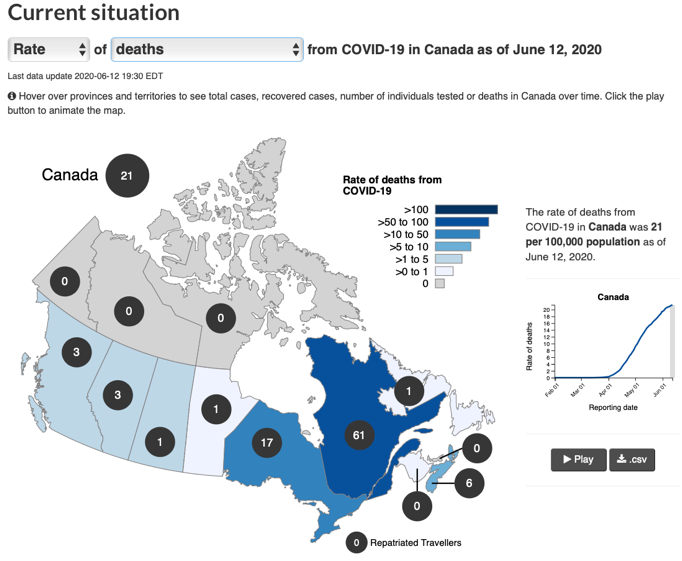 Current situation
Rate of deaths from COVID-19 in Canada as of June 12, 2020
Last data update 2020-06-12 19:30 EDT
Hover over provinces and territories to see total cases, recovered cases, number of individuals tested or deaths in Canada over time. Click the play
button to animate the map.
Canada 21
Rate of deaths from
COVID-19
>100
>50 to 100
>10 to 50
>5 to 10
>1 to 5
>0 to 1
0
0
0
0
3
3
1
1
17
61
1
0
6
0
0 Repatriated Travellers
The rate of deaths from
COVID-19 in Canada was 21
per 100,000 population as of
June 12, 2020.
Canada
Rate of deaths
20
18
16
14
12
10
8
6
4
2
0
Feb 01
Mar 01
Apr 01
May 01
Jun 01
Reporting date
Play
.csv